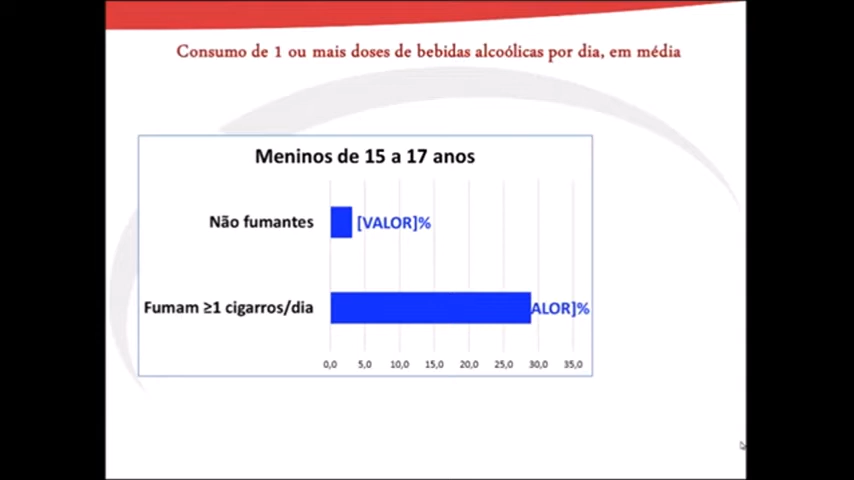 Consumo de 1 ou mais doses de bebidas alcoólicas por dia, em média
Meninos de 15 a 17 anos
Não fumantes
[VALOR]%
Fumam ≥1 cigarros/dia
ALOR]%
0,0 5,0 10,0 15,0 20,0 25,0 30,0 35,0